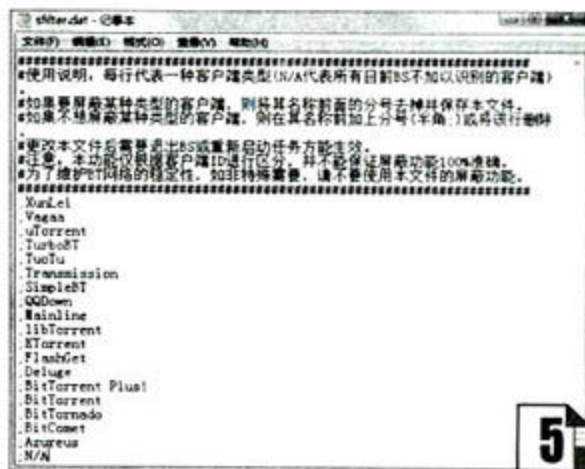 sfilter.dat - 记事本
文件(F) 编辑(E) 格式(O) 查看(V) 帮助(H)
##############################################################
#使用说明，每行代表一种客户端类型(N/A代表所有目前BS不加以识别的客户端)
#如果要屏蔽某种类型的客户端，则将其名称前面的分号去掉并保存本文件。
#如果不想屏蔽某种类型的客户端，则在其名称前加上分号(半角;)或将该行删除
#更改本文件后需要退出BS或重新启动任务方能生效。
#注意，本功能仅根据客户端ID进行区分，并不能保证屏蔽功能100%准确。
#为了维护BT网络的稳定性，如非特殊需要，请不要使用本文件的屏蔽功能。
##############################################################
;XunLei
;Vagaa
;uTorrent
;TurboBT
;TuoTu
;Transmission
;SimpleBT
;QQDown
;Mainline
;libTorrent
;KTorrent
;FlashGet
;Deluge
;BitTorrent Plus!
;BitTorrent
;BitTornado
;BitComet
;Azureus
;N/A
5